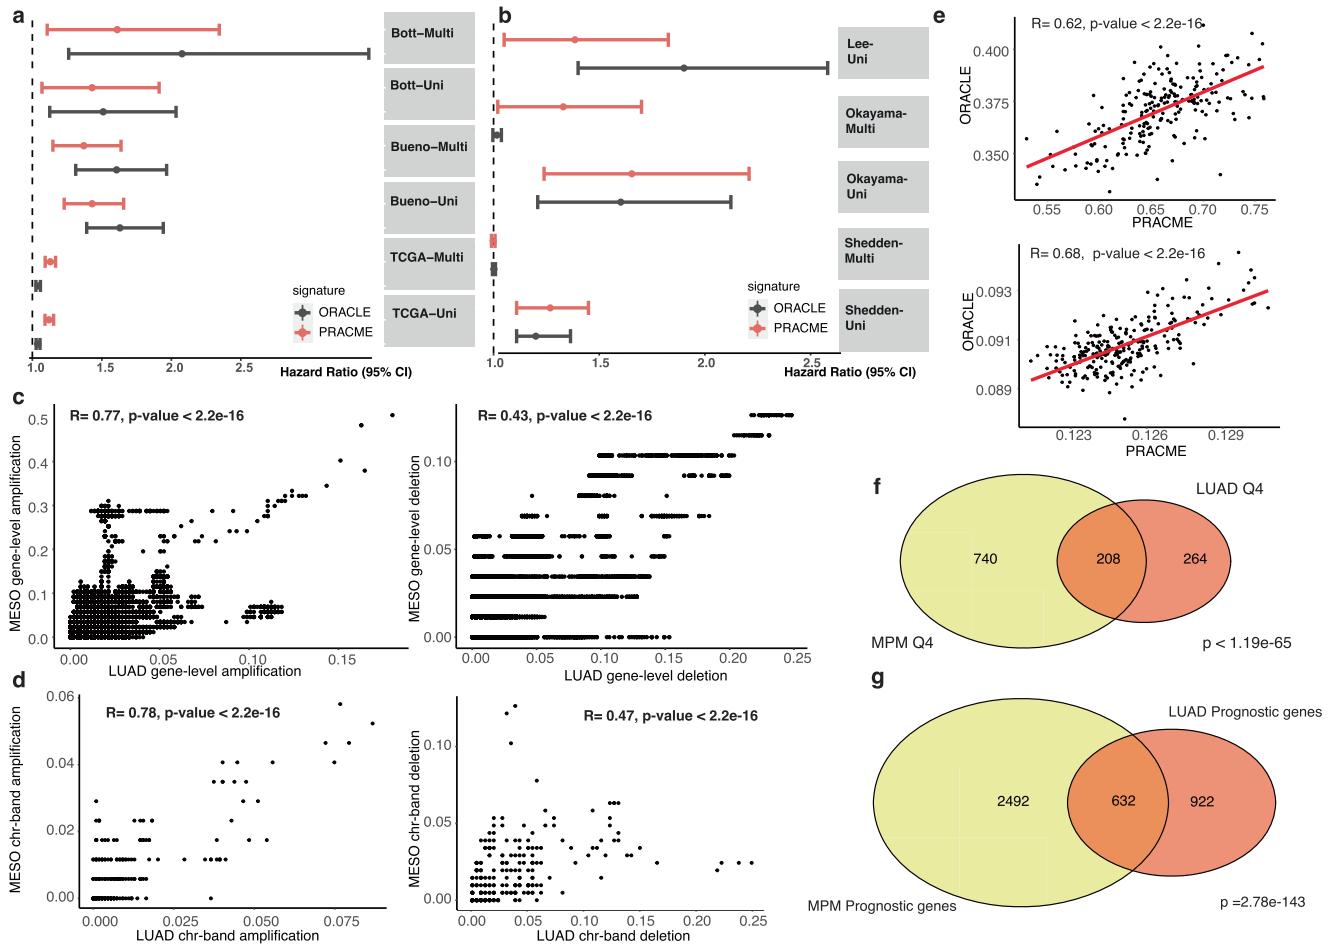 a
Bott–Multi
Bott–Uni
Bueno–Multi
Bueno–Uni
TCGA–Multi
TCGA–Uni
signature
ORACLE
PRACME
1.0
1.5
2.0
2.5
Hazard Ratio (95% CI)
b
Lee-
Uni
Okayama-
Multi
Okayama-
Uni
Shedden-
Multi
Shedden-
Uni
signature
ORACLE
PRACME
1.0
1.5
2.0
2.5
Hazard Ratio (95% CI)
c
R= 0.77, p-value < 2.2e-16
MESO gene-level amplification
0.5
0.4
0.3
0.2
0.1
0.0
0.00
0.05
0.10
0.15
LUAD gene-level amplification
R= 0.43, p-value < 2.2e-16
MESO gene-level deletion
0.10
0.05
0.00
0.00
0.05
0.10
0.15
0.20
0.25
LUAD gene-level deletion
d
R= 0.78, p-value < 2.2e-16
MESO chr-band amplification
0.06
0.04
0.02
0.00
0.000
0.025
0.050
0.075
LUAD chr-band amplification
R= 0.47, p-value < 2.2e-16
MESO chr-band deletion
0.10
0.05
0.00
0.00
0.05
0.10
0.15
0.20
0.25
LUAD chr-band deletion
e
R= 0.62, p-value < 2.2e-16
ORACLE
0.400
0.375
0.350
0.55
0.60
0.65
0.70
0.75
PRACME
R= 0.68, p-value < 2.2e-16
ORACLE
0.093
0.091
0.089
0.123
0.126
0.129
PRACME
f
LUAD Q4
740
208
264
MPM Q4
p < 1.19e-65
g
LUAD Prognostic genes
2492
632
922
MPM Prognostic genes
p =2.78e-143